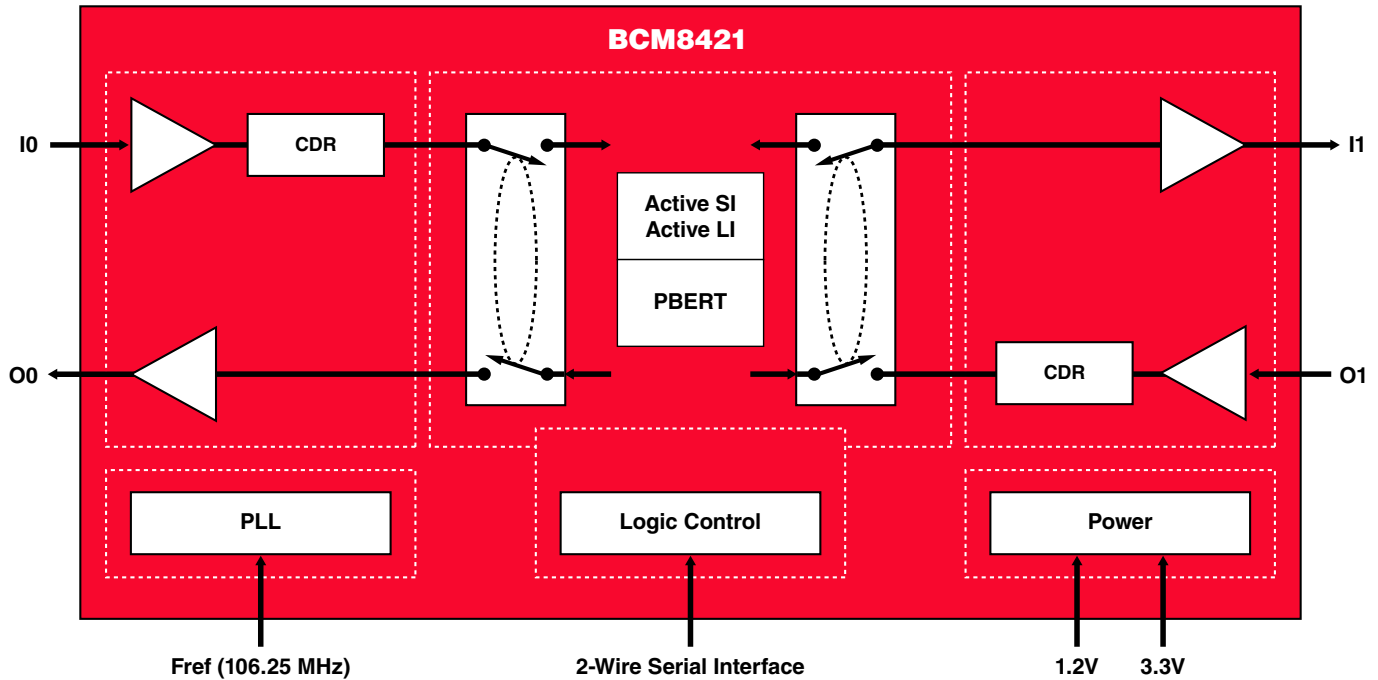 BCM8421
I0
CDR
I1
Active SI
Active LI
PBERT
O0
CDR
O1
PLL
Logic Control
Power
Fref (106.25 MHz)
2-Wire Serial Interface
1.2V
3.3V